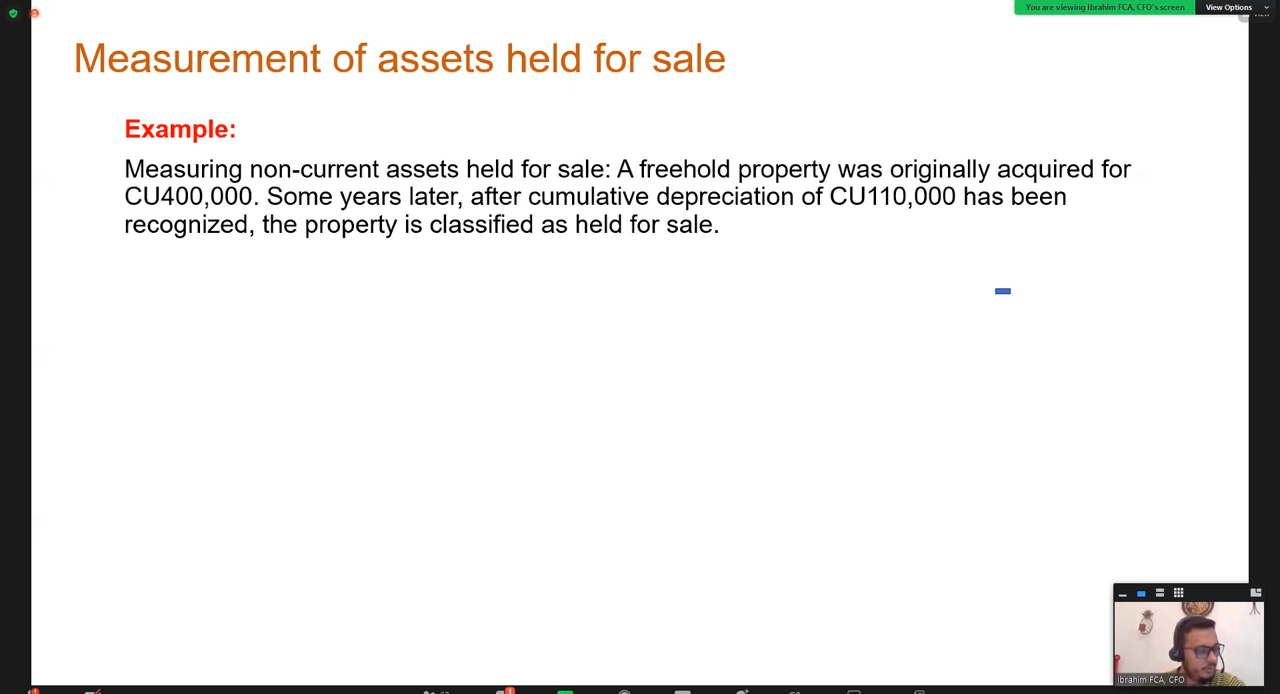 You are viewing Ibrahim FCA, CFO's screen
View Options
View
Measurement of assets held for sale
Example:
Measuring non-current assets held for sale: A freehold property was originally acquired for
CU400,000. Some years later, after cumulative depreciation of CU110,000 has been
recognized, the property is classified as held for sale.
Ibrahim FCA, CFO
1